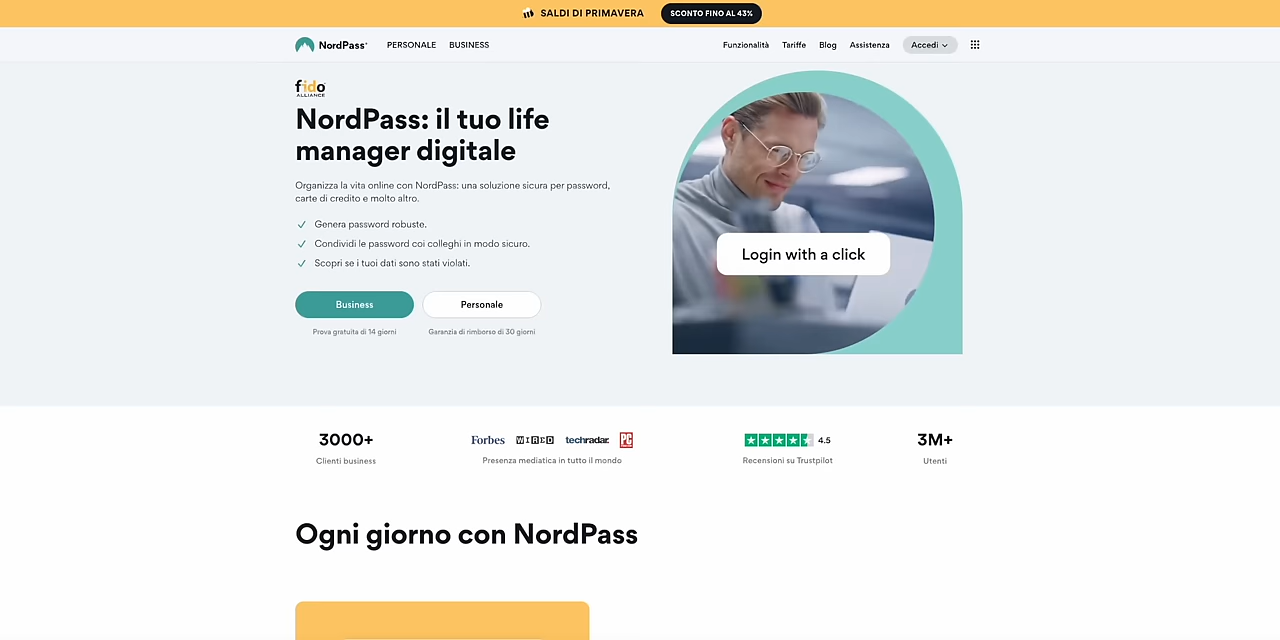 SALDI DI PRIMAVERA
SCONTO FINO AL 43%
NordPass
PERSONALE
BUSINESS
Funzionalità
Tariffe
Blog
Assistenza
Accedi
fido
ALLIANCE
NordPass: il tuo life
manager digitale
Organizza la vita online con NordPass: una soluzione sicura per password,
carte di credito e molto altro.
Genera password robuste.
Condividi le password coi colleghi in modo sicuro.
Scopri se i tuoi dati sono stati violati.
Business
Personale
Prova gratuita di 14 giorni
Garanzia di rimborso di 30 giorni
Login with a click
3000+
Clienti business
Forbes
WIRED
techradar.
PC
Presenza mediatica in tutto il mondo
4.5
Recensioni su Trustpilot
3M+
Utenti
Ogni giorno con NordPass